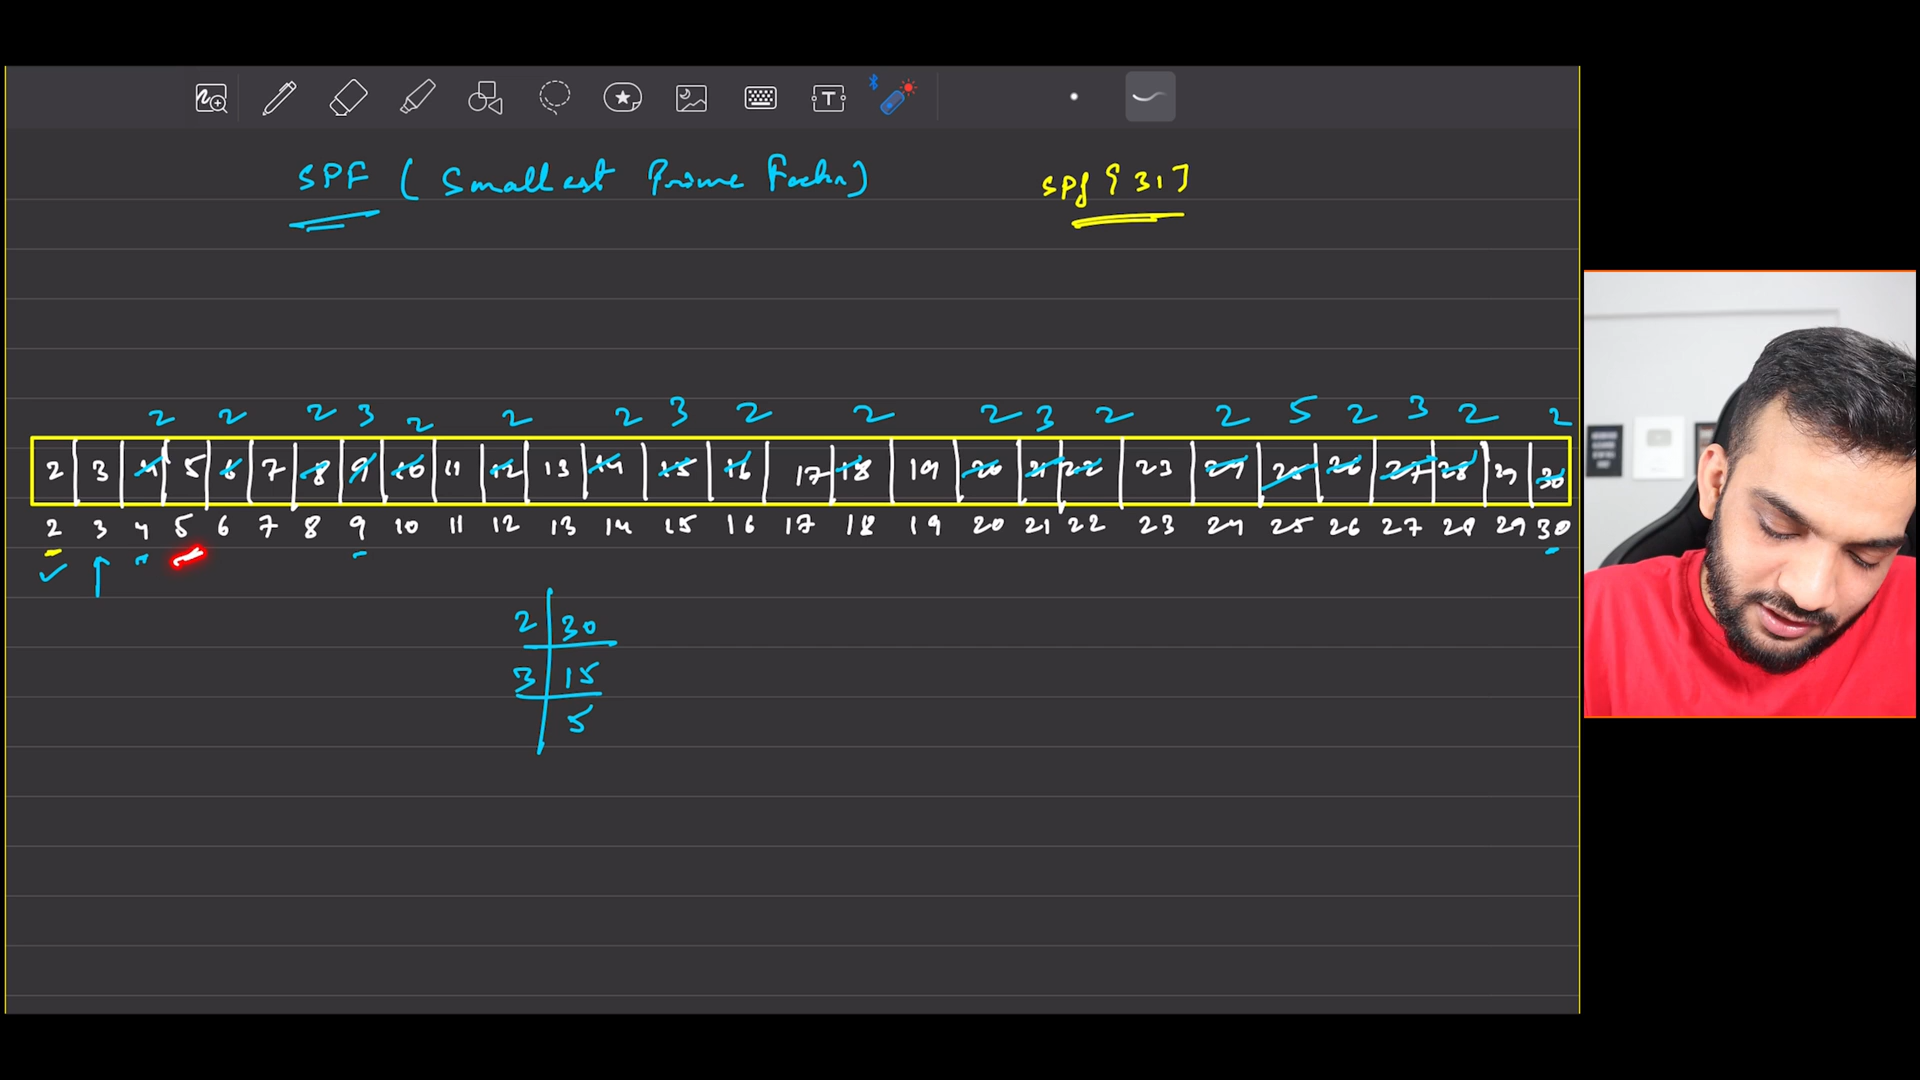 SPF (Smallest Prime Factor)
spf [31]
2 2 2 3 2 2 2 3 2 2 2 3 2 2 5 2 3 2 2
2 3 4 5 6 7 8 9 10 11 12 13 14 15 16 17 18 19 20 21 22 23 24 25 26 27 28 29 30
2 3 4 5 6 7 8 9 10 11 12 13 14 15 16 17 18 19 20 21 22 23 24 25 26 27 28 29 30
2 30
3 15
5
T